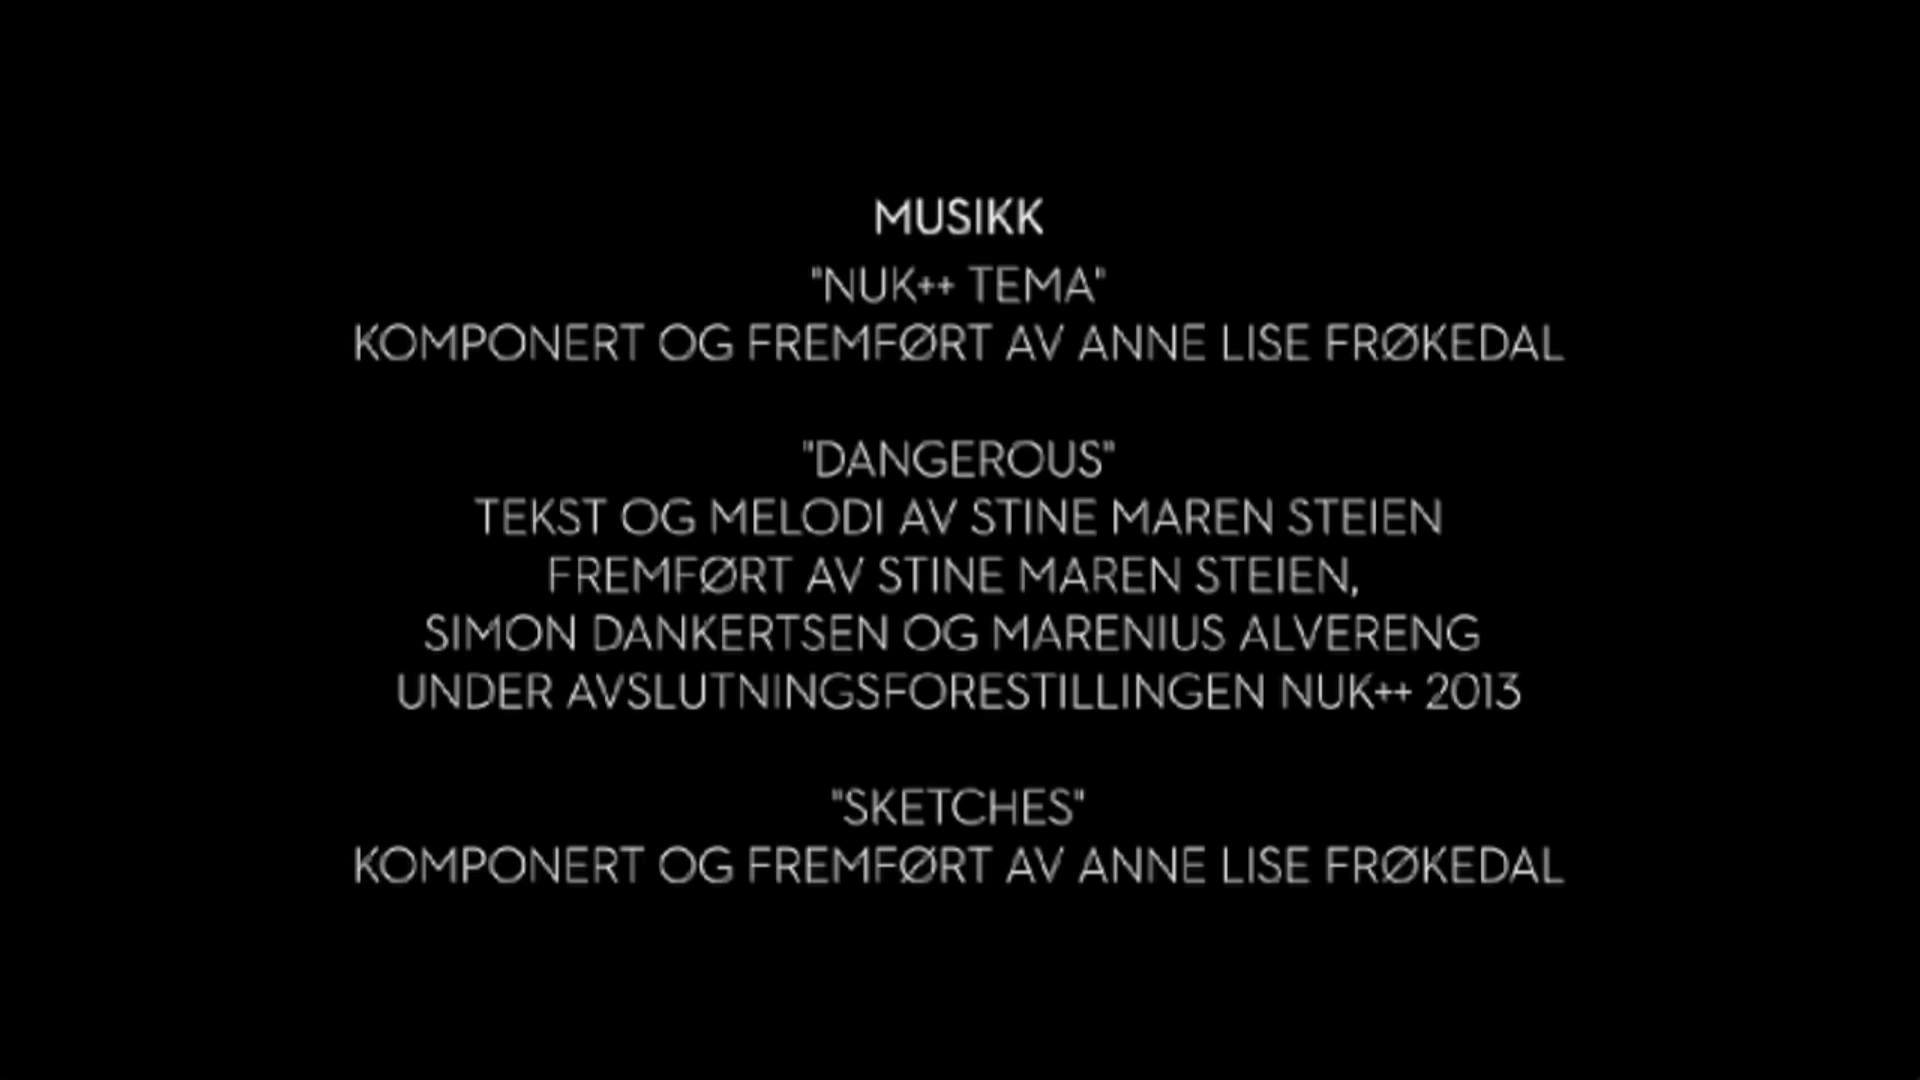 MUSIKK
"NUK++ TEMA"
KOMPONERT OG FREMFØRT AV ANNE LISE FRØKEDAL
"DANGEROUS"
TEKST OG MELODI AV STINE MAREN STEIEN
FREMFØRT AV STINE MAREN STEIEN,
SIMON DANKERTSEN OG MARENIUS ALVERENG
UNDER AVSLUTNINGSFORESTILLINGEN NUK++ 2013
"SKETCHES"
KOMPONERT OG FREMFØRT AV ANNE LISE FRØKEDAL